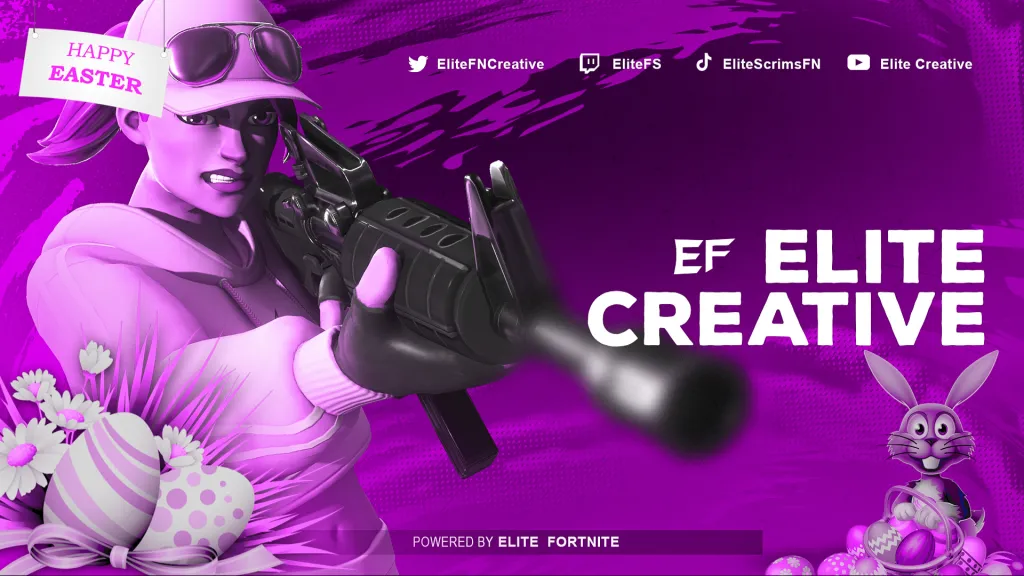 HAPPY
EASTER
EliteFNCreative EliteFS EliteScrimsFN Elite Creative
EF ELITE
CREATIVE
POWERED BY ELITE FORTNITE